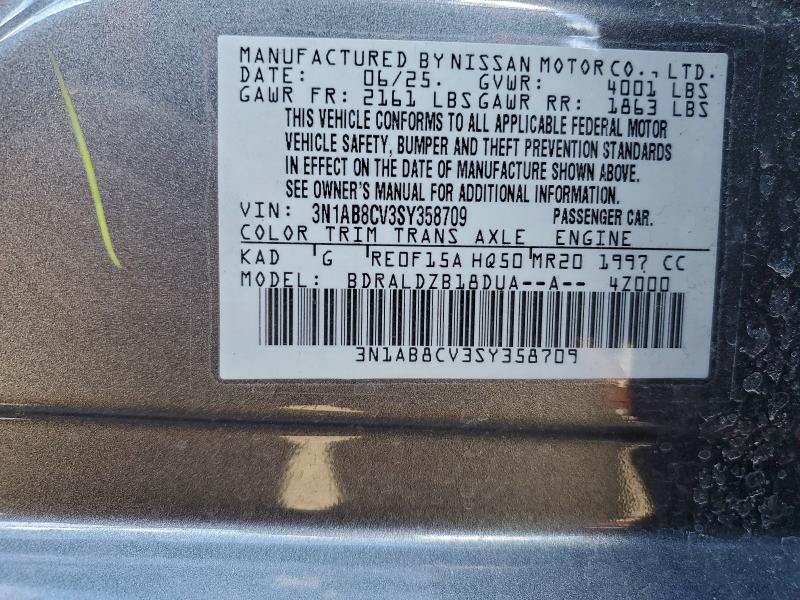 MANUFACTURED BY NISSAN MOTOR CO., LTD.
DATE: 06/25. GVWR: 4001 LBS
GAWR FR: 2161 LBS GAWR RR: 1863 LBS
THIS VEHICLE CONFORMS TO ALL APPLICABLE FEDERAL MOTOR
VEHICLE SAFETY, BUMPER AND THEFT PREVENTION STANDARDS
IN EFFECT ON THE DATE OF MANUFACTURE SHOWN ABOVE.
SEE OWNER'S MANUAL FOR ADDITIONAL INFORMATION.
VIN: 3N1AB8CV3SY358709 PASSENGER CAR.
COLOR TRIM TRANS AXLE ENGINE
KAD G RE0F15A HQ50 MR20 1997 CC
MODEL: BDRALDZB18DUA--A-- 4Z000
3N1AB8CV3SY358709